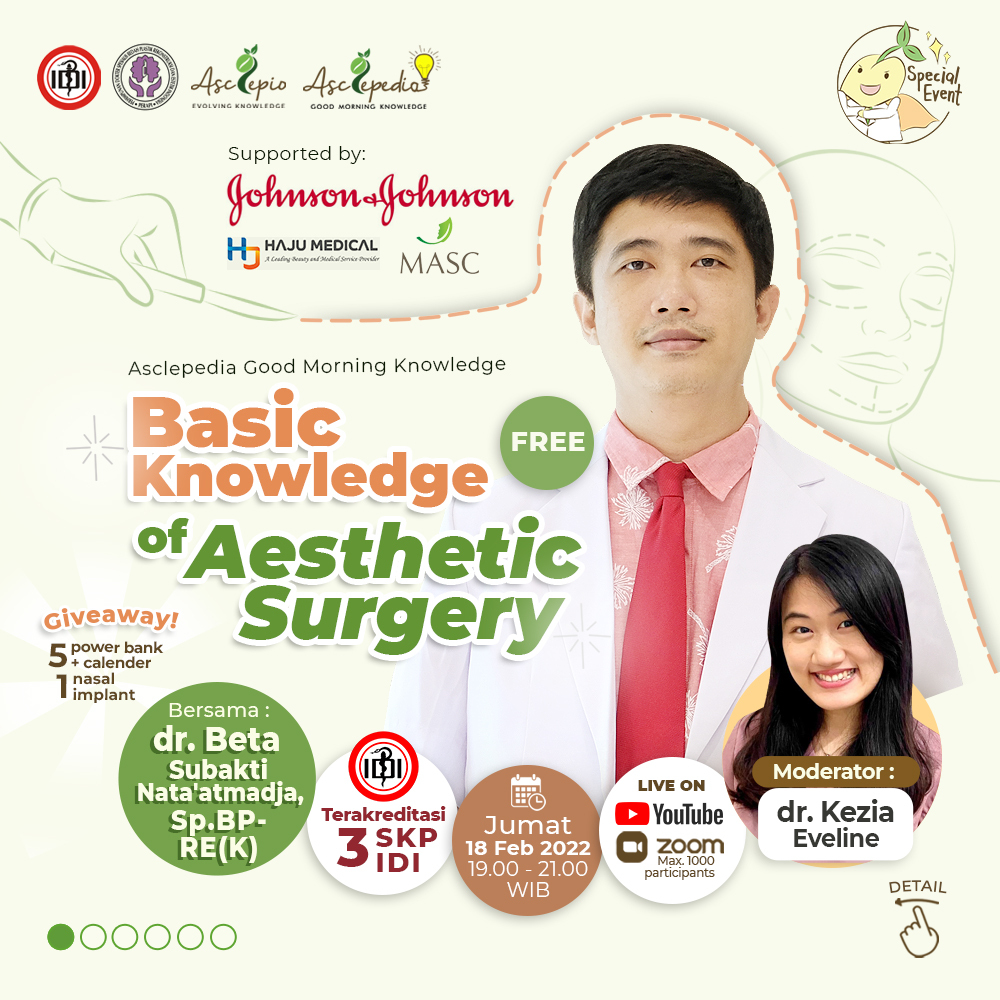 IDI
Asclepio
EVOLVING KNOWLEDGE
Asclepedia
GOOD MORNING KNOWLEDGE
Special
Event
Supported by:
Johnson & Johnson
HJ HAJU MEDICAL
A Leading Beauty and Medical Service Provider
MASC
Asclepedia Good Morning Knowledge
Basic
Knowledge
of Aesthetic
Surgery
FREE
Giveaway!
5 power bank
+ calender
1 nasal
implant
Bersama :
dr. Beta
Subakti
Nata'atmadja,
Sp.BP-
RE(K)
IDI
Terakreditasi
3 SKP
IDI
Jumat
18 Feb 2022
19.00 - 21.00
WIB
LIVE ON
YouTube
zoom
Max. 1000
participants
Moderator :
dr. Kezia
Eveline
DETAIL